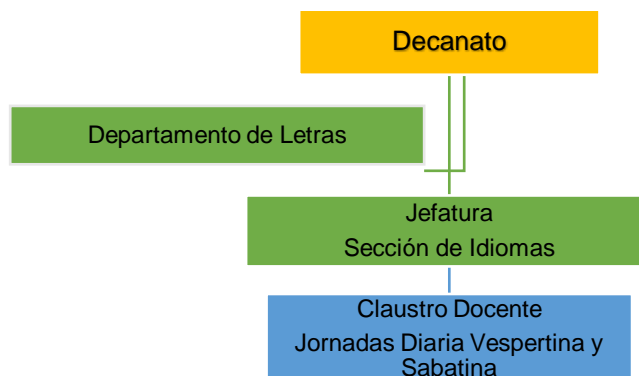 Decanato
Departamento de Letras
Jefatura
Sección de Idiomas
Claustro Docente
Jornadas Diaria Vespertina y
Sabatina